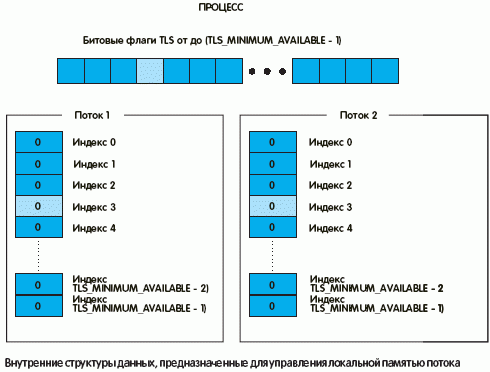 ПРОЦЕСС
Битовые флаги TLS от до (TLS_MINIMUM_AVAILABLE - 1)
Поток 1
0 Индекс 0
0 Индекс 1
0 Индекс 2
0 Индекс 3
0 Индекс 4
0 Индекс
TLS_MINIMUM_AVAILABLE - 2)
0 Индекс
TLS_MINIMUM_AVAILABLE - 1)
Поток 2
0 Индекс 0
0 Индекс 1
0 Индекс 2
0 Индекс 3
0 Индекс 4
0 Индекс
TLS_MINIMUM_AVAILABLE - 2
0 Индекс
TLS_MINIMUM_AVAILABLE - 1)
Внутренние структуры данных, предназначенные для управления локальной памятью потока